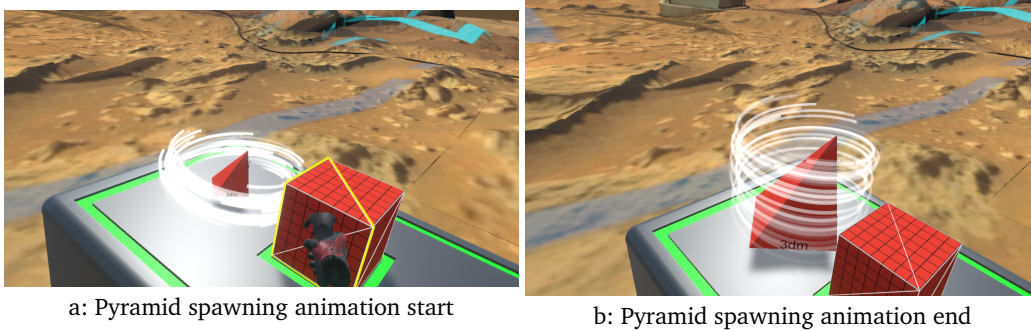 3dm
3dm
a: Pyramid spawning animation start
b: Pyramid spawning animation end